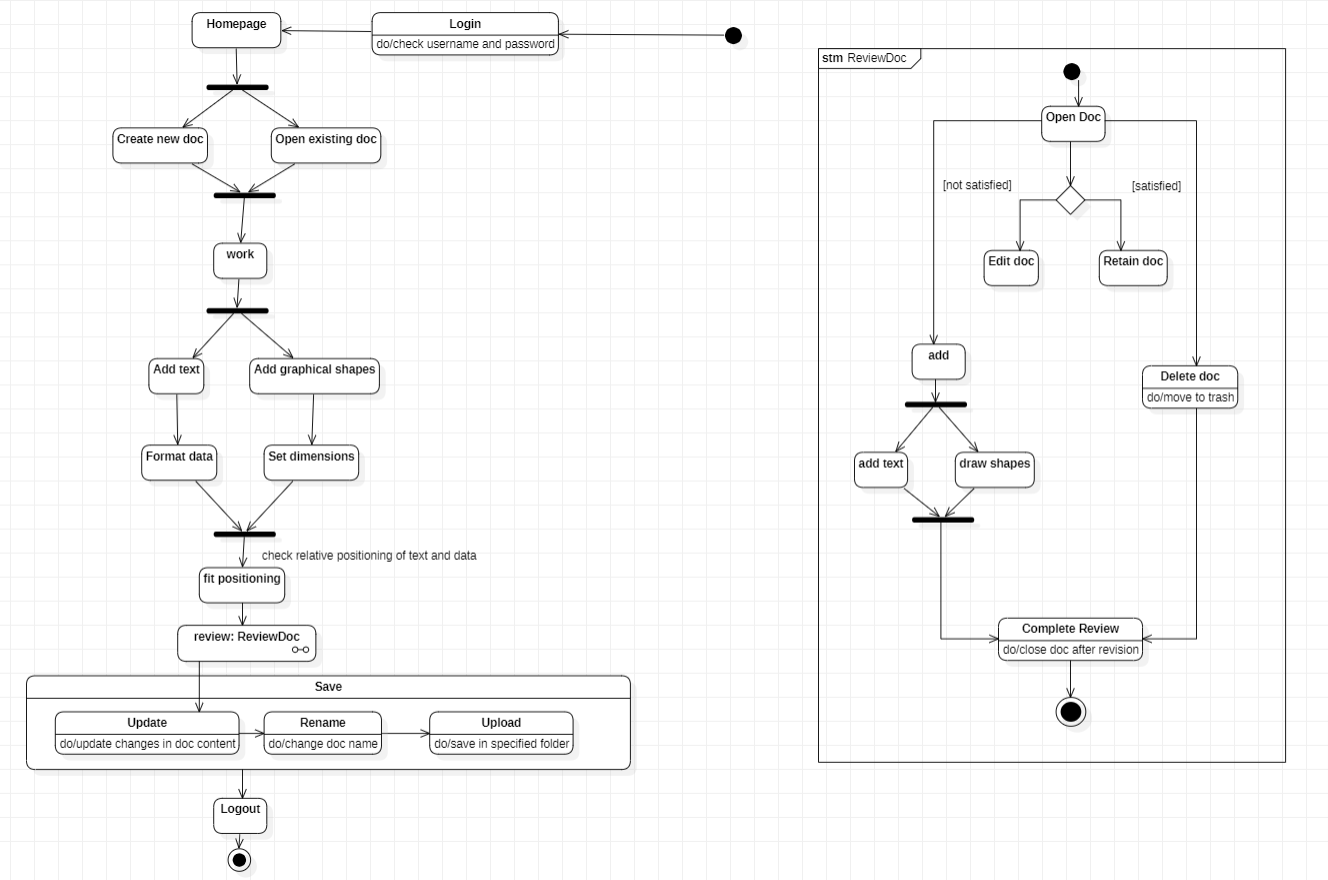 Homepage
Login
do/check username and password
Create new doc
Open existing doc
work
Add text
Add graphical shapes
Format data
Set dimensions
check relative positioning of text and data
fit positioning
review: ReviewDoc
Save
Update
do/update changes in doc content
Rename
do/change doc name
Upload
do/save in specified folder
Logout
stm ReviewDoc
Open Doc
[not satisfied]
[satisfied]
Edit doc
Retain doc
add
Delete doc
do/move to trash
add text
draw shapes
Complete Review
do/close doc after revision